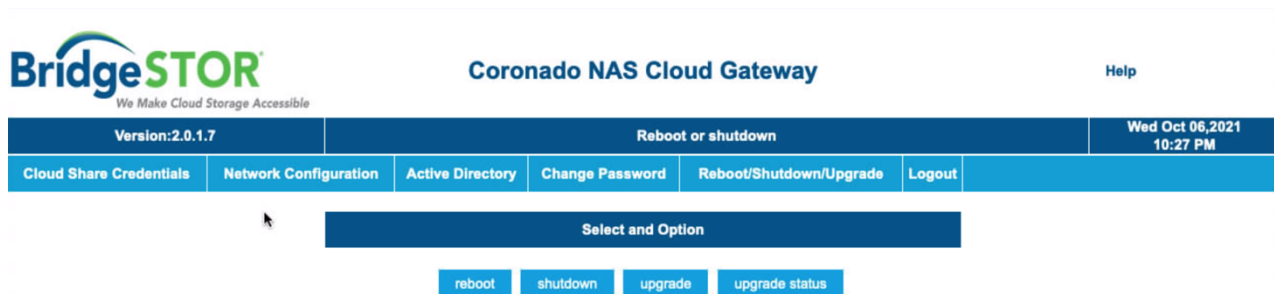 BridgeSTOR®
We Make Cloud Storage Accessible
Coronado NAS Cloud Gateway
Help
Version:2.0.1.7
Reboot or shutdown
Wed Oct 06,2021
10:27 PM
Cloud Share Credentials Network Configuration Active Directory Change Password Reboot/Shutdown/Upgrade Logout
Select and Option
reboot shutdown upgrade upgrade status